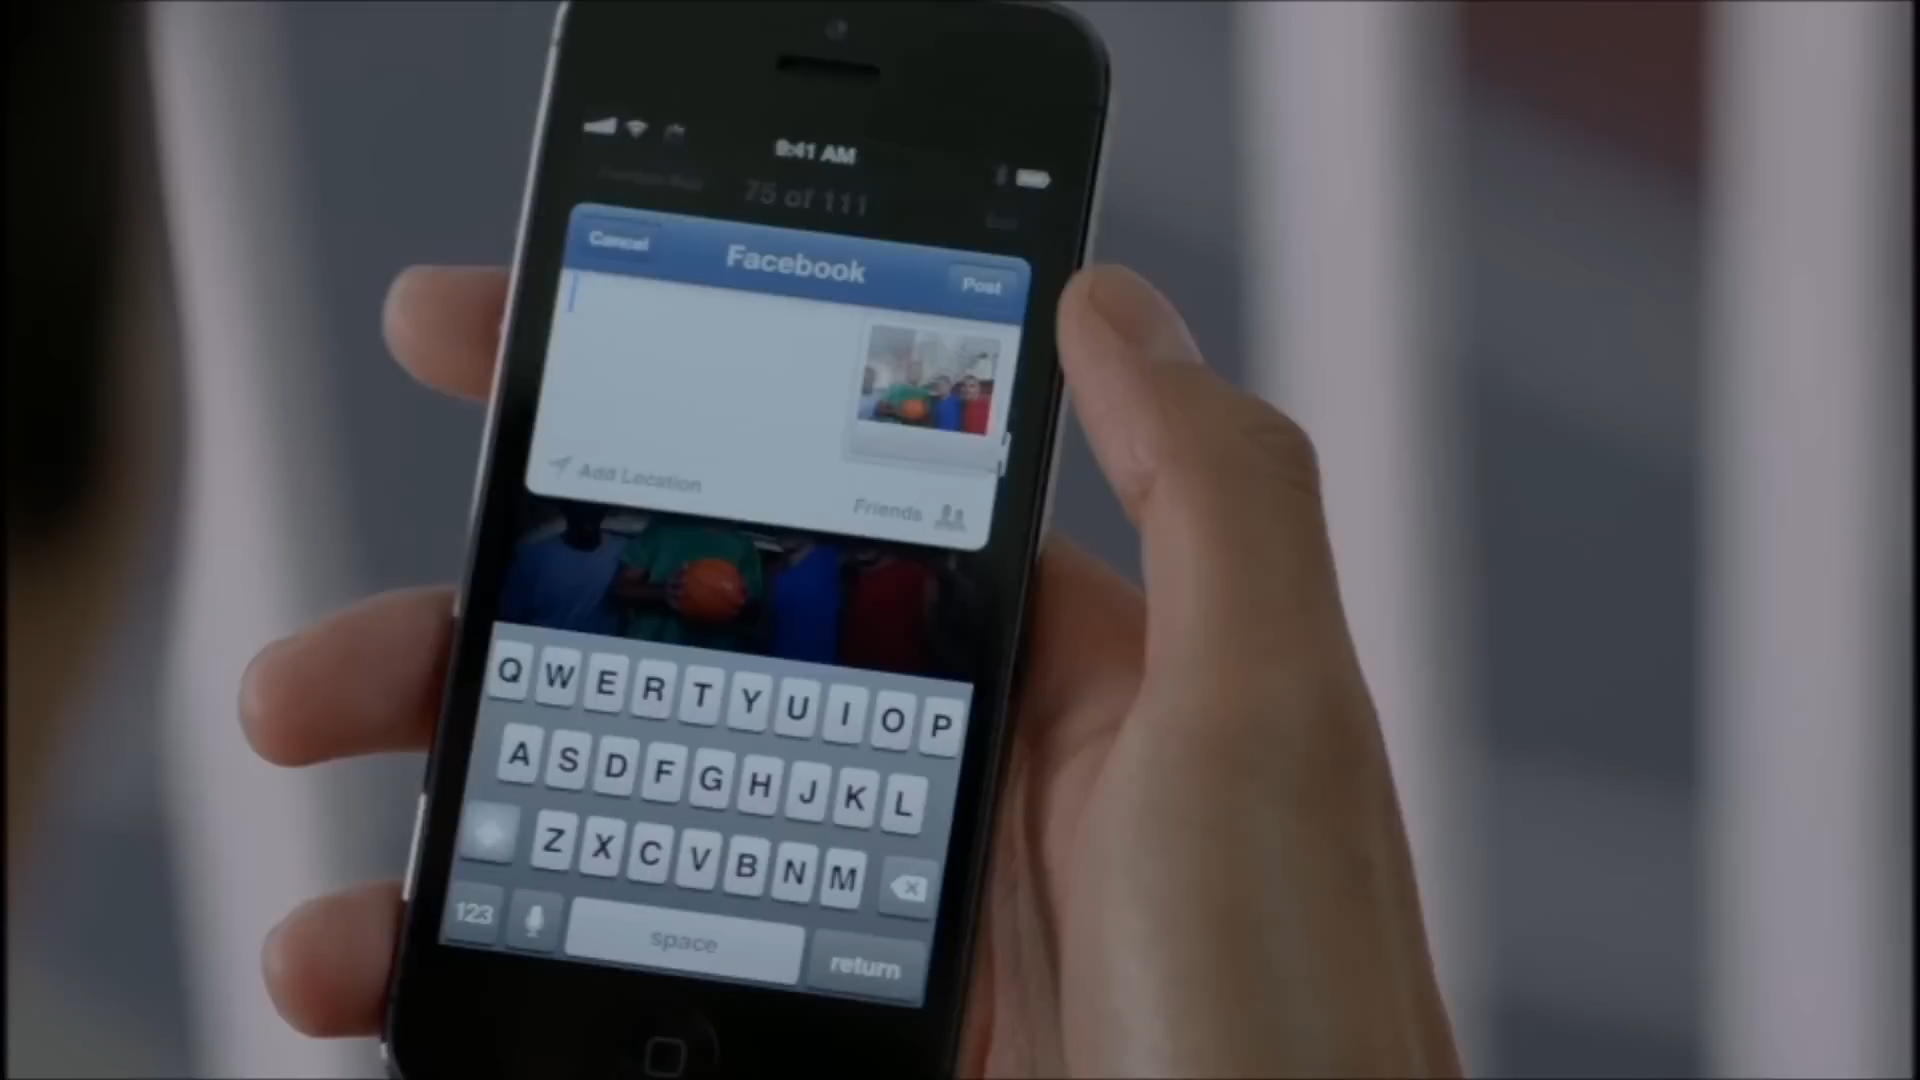 9:41 AM
75 of 111
Cancel
Facebook
Post
Add Location
Friends
Q W E R T Y U I O P
A S D F G H J K L
Z X C V B N M
123
space
return